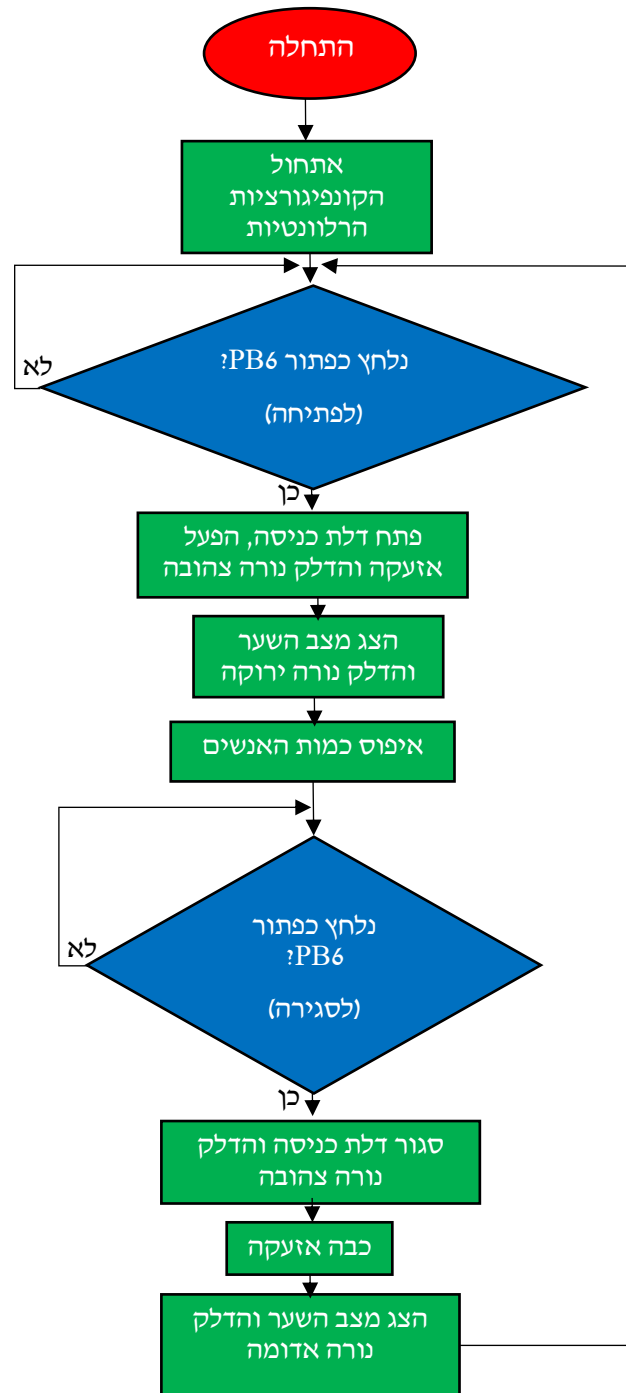 התחלה
אתחול
הקונפיגורציות
הרלוונטיות
נלחץ כפתור PB6?
(לפתיחה)
לא
כן
פתח דלת כניסה, הפעל
אזעקה והדלק נורה צהובה
הצג מצב השער
והדלק נורה ירוקה
איפוס כמות האנשים
נלחץ כפתור
PB6?
(לסגירה)
לא
כן
סגור דלת כניסה והדלק
נורה צהובה
כבה אזעקה
הצג מצב השער והדלק
נורה אדומה